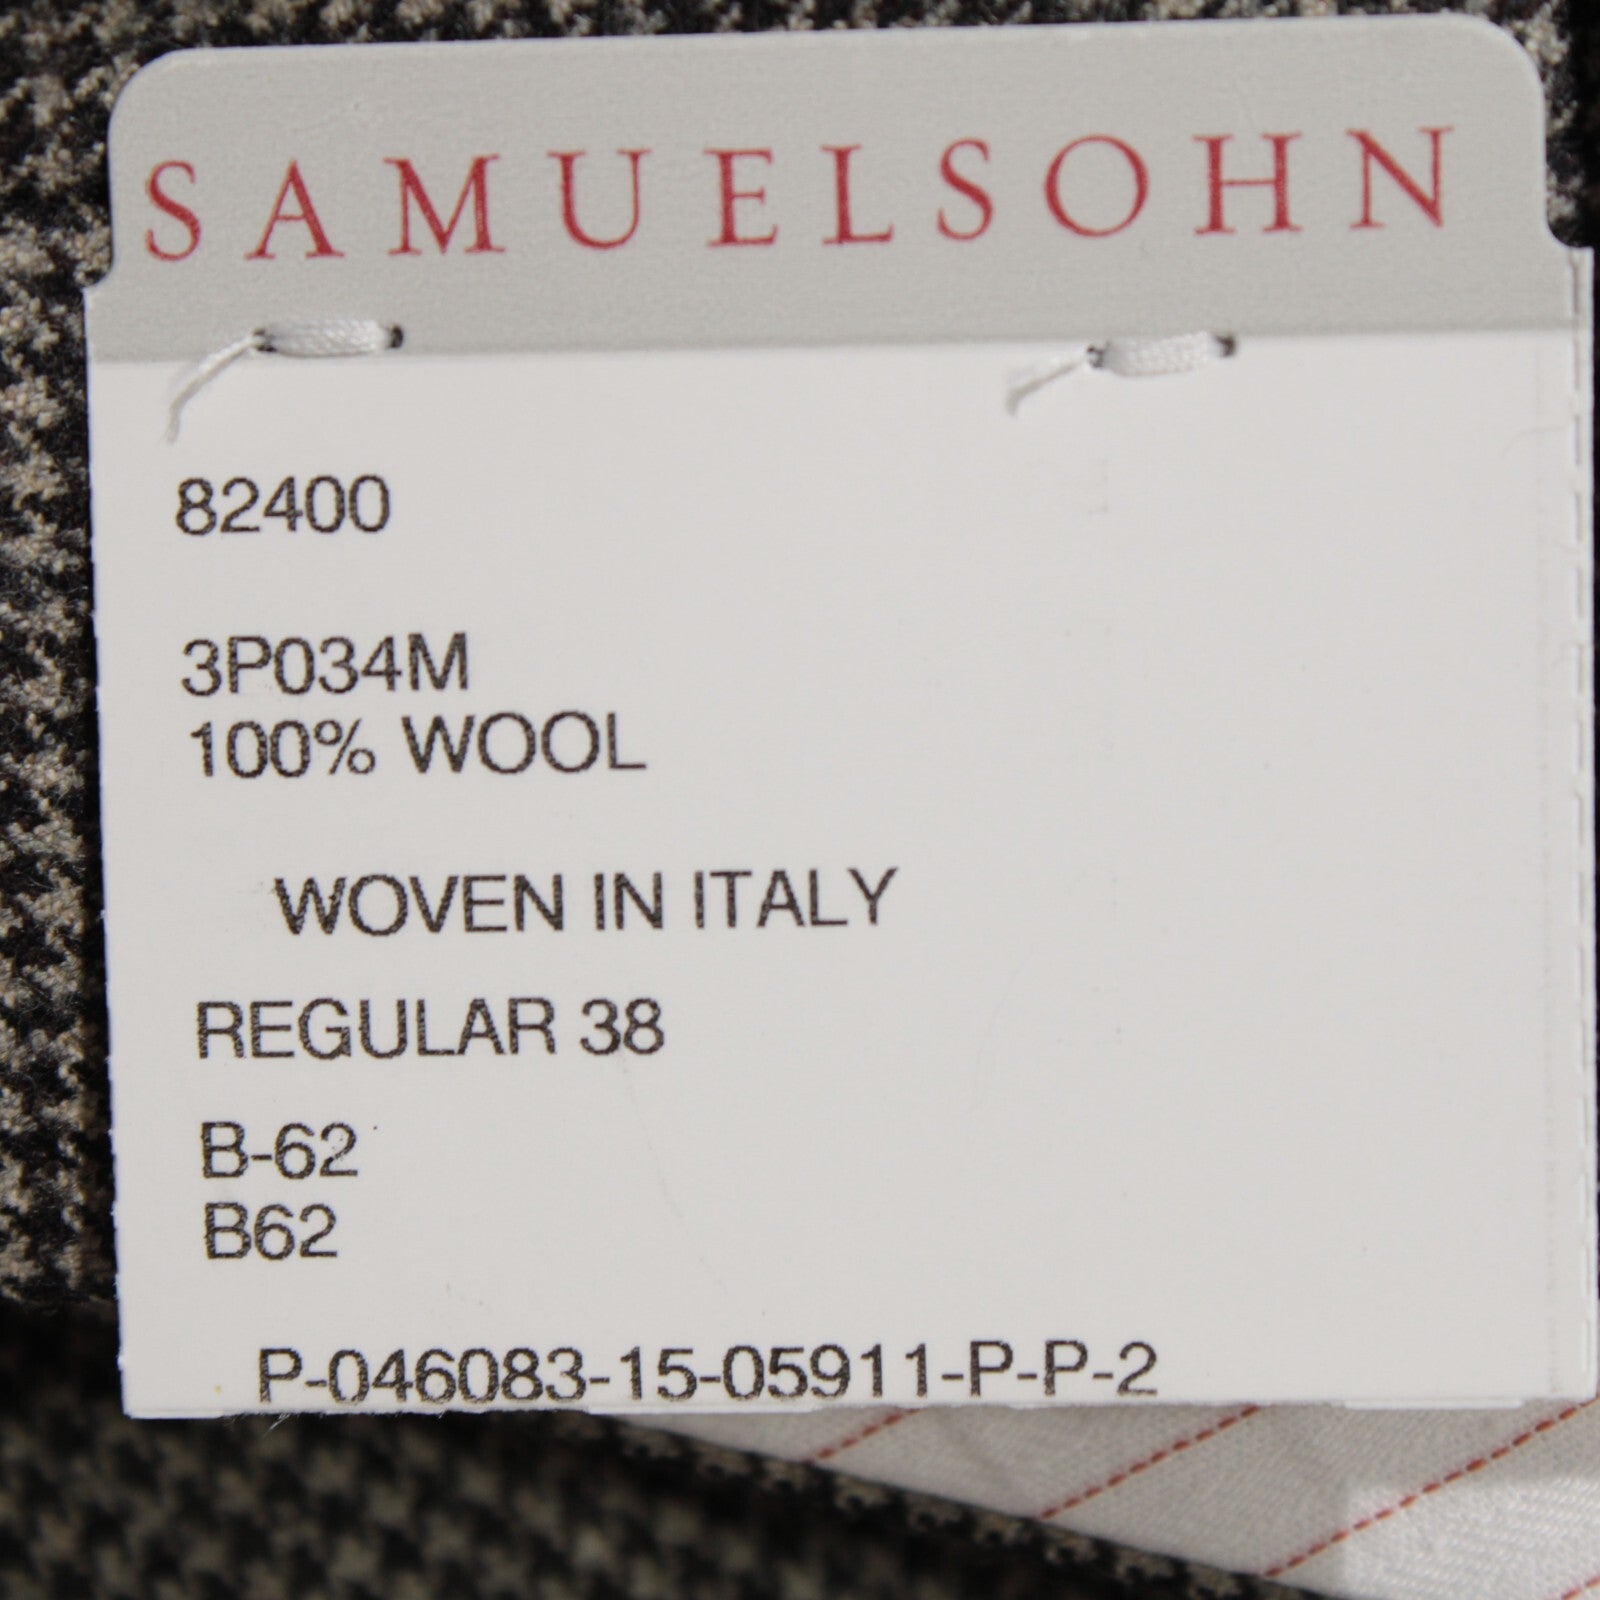 SAMUELSOHN
82400
3P034M
100% WOOL
WOVEN IN ITALY
REGULAR 38
B-62
B62
P-046083-15-05911-P-P-2